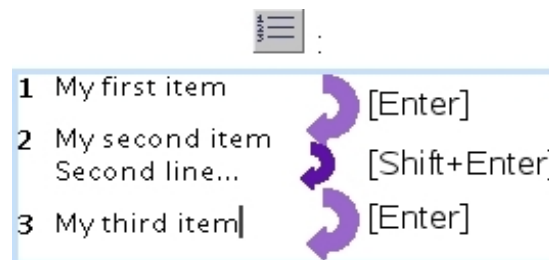 :
1 My first item
[Enter]
2 My second item
Second line...
[Shift+Enter]
3 My third item
[Enter]